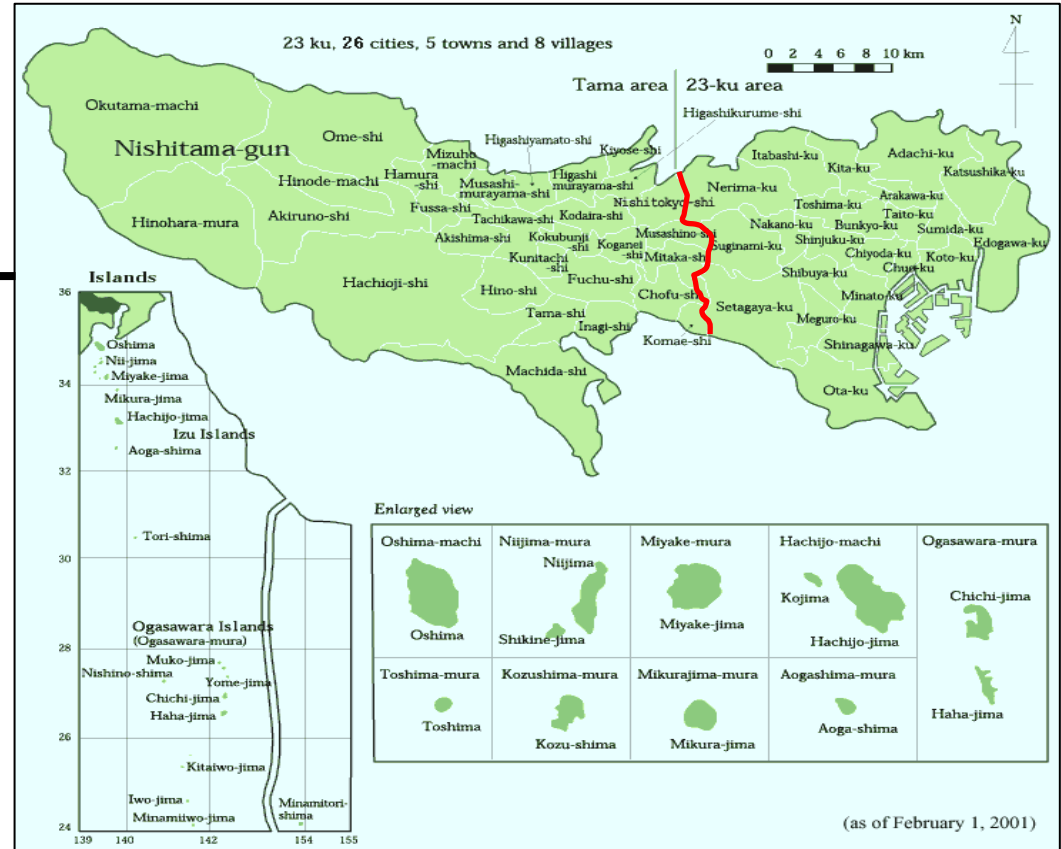 23 ku, 26 cities, 5 towns and 8 villages
N
0 2 4 6 8 10 km
Tama area
23-ku area
Higashikurume-shi
Okutama-machi
Nishitama-gun
Ome-shi
Hinode-machi
Hinohara-mura
Akiruno-shi
Mizuho
-machi
Hamura
-shi
Fussa-shi
Musashi-
murayama-shi
Higashiyamato-shi
Higashi
murayama-shi
Kiyose-shi
Tachikawa-shi
Kodaira-shi
Akishima-shi
Kokubunji
-shi
Koganei
-shi
Kunitachi
-shi
Nishitokyo-shi
Musashino-shi
Mitaka-shi
Fuchu-shi
Hachioji-shi
Hino-shi
Tama-shi
Inagi-shi
Chofu-shi
Komae-shi
Machida-shi
Itabashi-ku
Kita-ku
Adachi-ku
Katsushika-ku
Nerima-ku
Toshima-ku
Arakawa-ku
Taito-ku
Nakano-ku
Bunkyo-ku
Sumida-ku
Suginami-ku
Shinjuku-ku
Chiyoda-ku
Koto-ku
Edogawa-ku
Shibuya-ku
Chuo-ku
Minato-ku
Setagaya-ku
Meguro-ku
Shinagawa-ku
Ota-ku
Islands
36
Oshima
Nii-jima
Miyake-jima
34
Mikura-jima
Hachijo-jima
Izu Islands
Aoga-shima
32
Tori-shima
30
Ogasawara Islands
(Ogasawara-mura)
28
Muko-jima
Nishino-shima
Yome-jima
Chichi-jima
Haha-jima
26
Kitaiwo-jima
Iwo-jima
Minamiiwo-jima
Minamitori-
shima
24
139 140 142 154 155
Enlarged view
Oshima-machi
Oshima
Niijima-mura
Niijima
Shikine-jima
Miyake-mura
Miyake-jima
Hachijo-machi
Kojima
Hachijo-jima
Ogasawara-mura
Chichi-jima
Haha-jima
Toshima-mura
Toshima
Kozushima-mura
Kozu-shima
Mikurajima-mura
Mikura-jima
Aogashima-mura
Aoga-shima
(as of February 1, 2001)